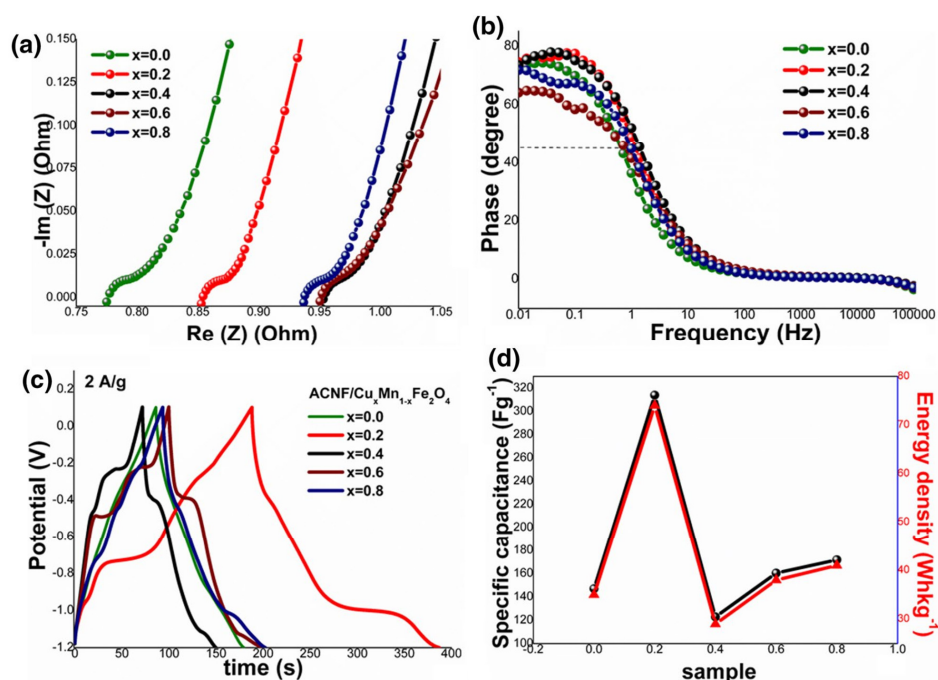 (a)
0.150
0.125
0.100
0.075
0.050
0.025
0.000
-Im (Z) (Ohm)
x=0.0
x=0.2
x=0.4
x=0.6
x=0.8
0.75 0.80 0.85 0.90 0.95 1.00 1.05
Re (Z) (Ohm)
(b)
80
60
40
20
0
Phase (degree)
x=0.0
x=0.2
x=0.4
x=0.6
x=0.8
0.01 0.1 1 10 100 1000 10000 100000
Frequency (Hz)
(c)
2 A/g
0.2
0.0
-0.2
-0.4
-0.6
-0.8
-1.0
-1.2
Potential (V)
ACNF/CuₓMn₁₋ₓFe₂O₄
x=0.0
x=0.2
x=0.4
x=0.6
x=0.8
0 50 100 150 200 250 300 350 400
time (s)
(d)
320
300
280
260
240
220
200
180
160
140
120
100
Specific capacitance (Fg⁻¹)
80
70
60
50
40
30
Energy density (Whkg⁻¹)
-0.2 0.0 0.2 0.4 0.6 0.8 1.0
sample